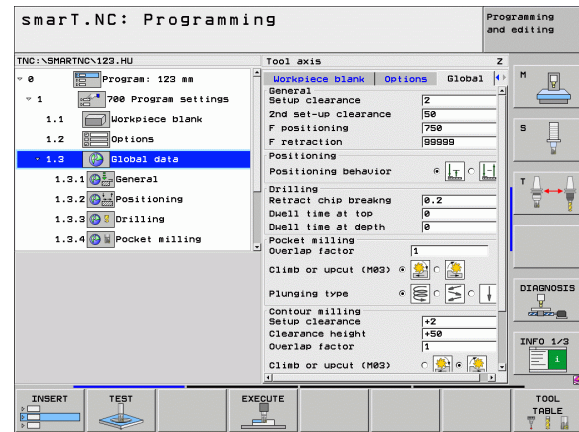 smarT.NC: Programming
Programming and editing
TNC:\SMARTNC\123.HU
Tool axis Z
0 Program: 123 mm
1 700 Program settings
1.1 Workpiece blank
1.2 Options
1.3 Global data
1.3.1 General
1.3.2 Positioning
1.3.3 Drilling
1.3.4 Pocket milling
Workpiece blank Options Global
General
Setup clearance 2
2nd set-up clearance 50
F positioning 750
F retraction 99999
Positioning
Positioning behavior
Drilling
Retract chip breakng 0.2
Dwell time at top 0
Dwell time at depth 0
Pocket milling
Overlap factor 1
Climb or upcut (M03)
Plunging type
Contour milling
Setup clearance +2
Clearance height +50
Overlap factor 1
Climb or upcut (M03)
M
S
T
DIAGNOSIS
INFO 1/3
INSERT
TEST
EXECUTE
TOOL TABLE